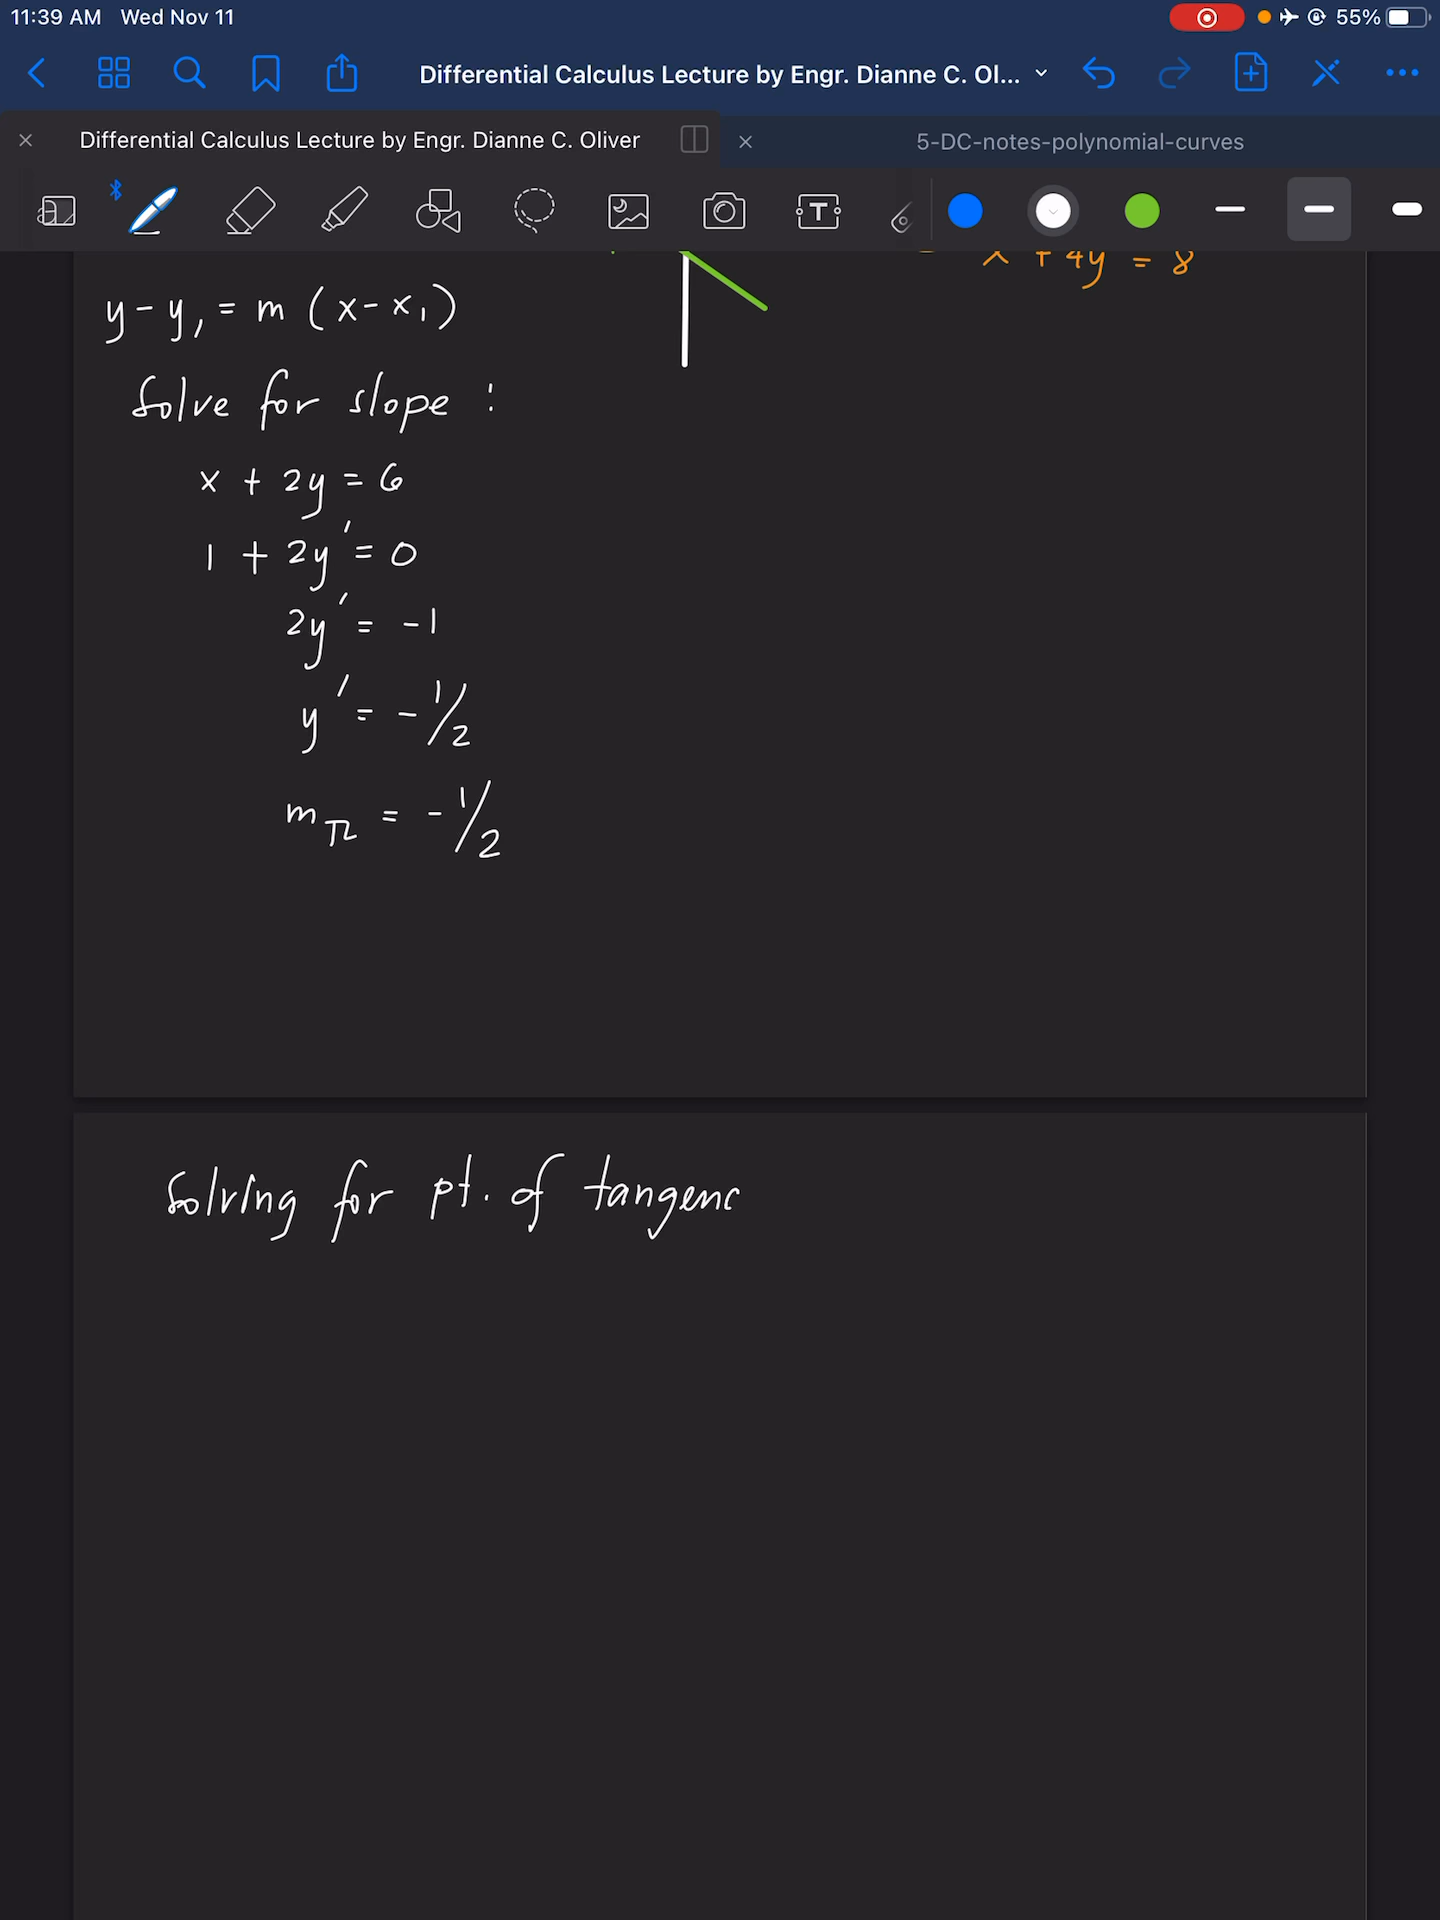 11:39 AM Wed Nov 11 55%
Differential Calculus Lecture by Engr. Dianne C. Ol...
Differential Calculus Lecture by Engr. Dianne C. Oliver
5-DC-notes-polynomial-curves
T
x + 4y = 8
y - y₁ = m (x - x₁)
Solve for slope :
x + 2y = 6
1 + 2y' = 0
2y' = -1
y' = -1/2
m = -1/2
Solving for pt. of tangenc